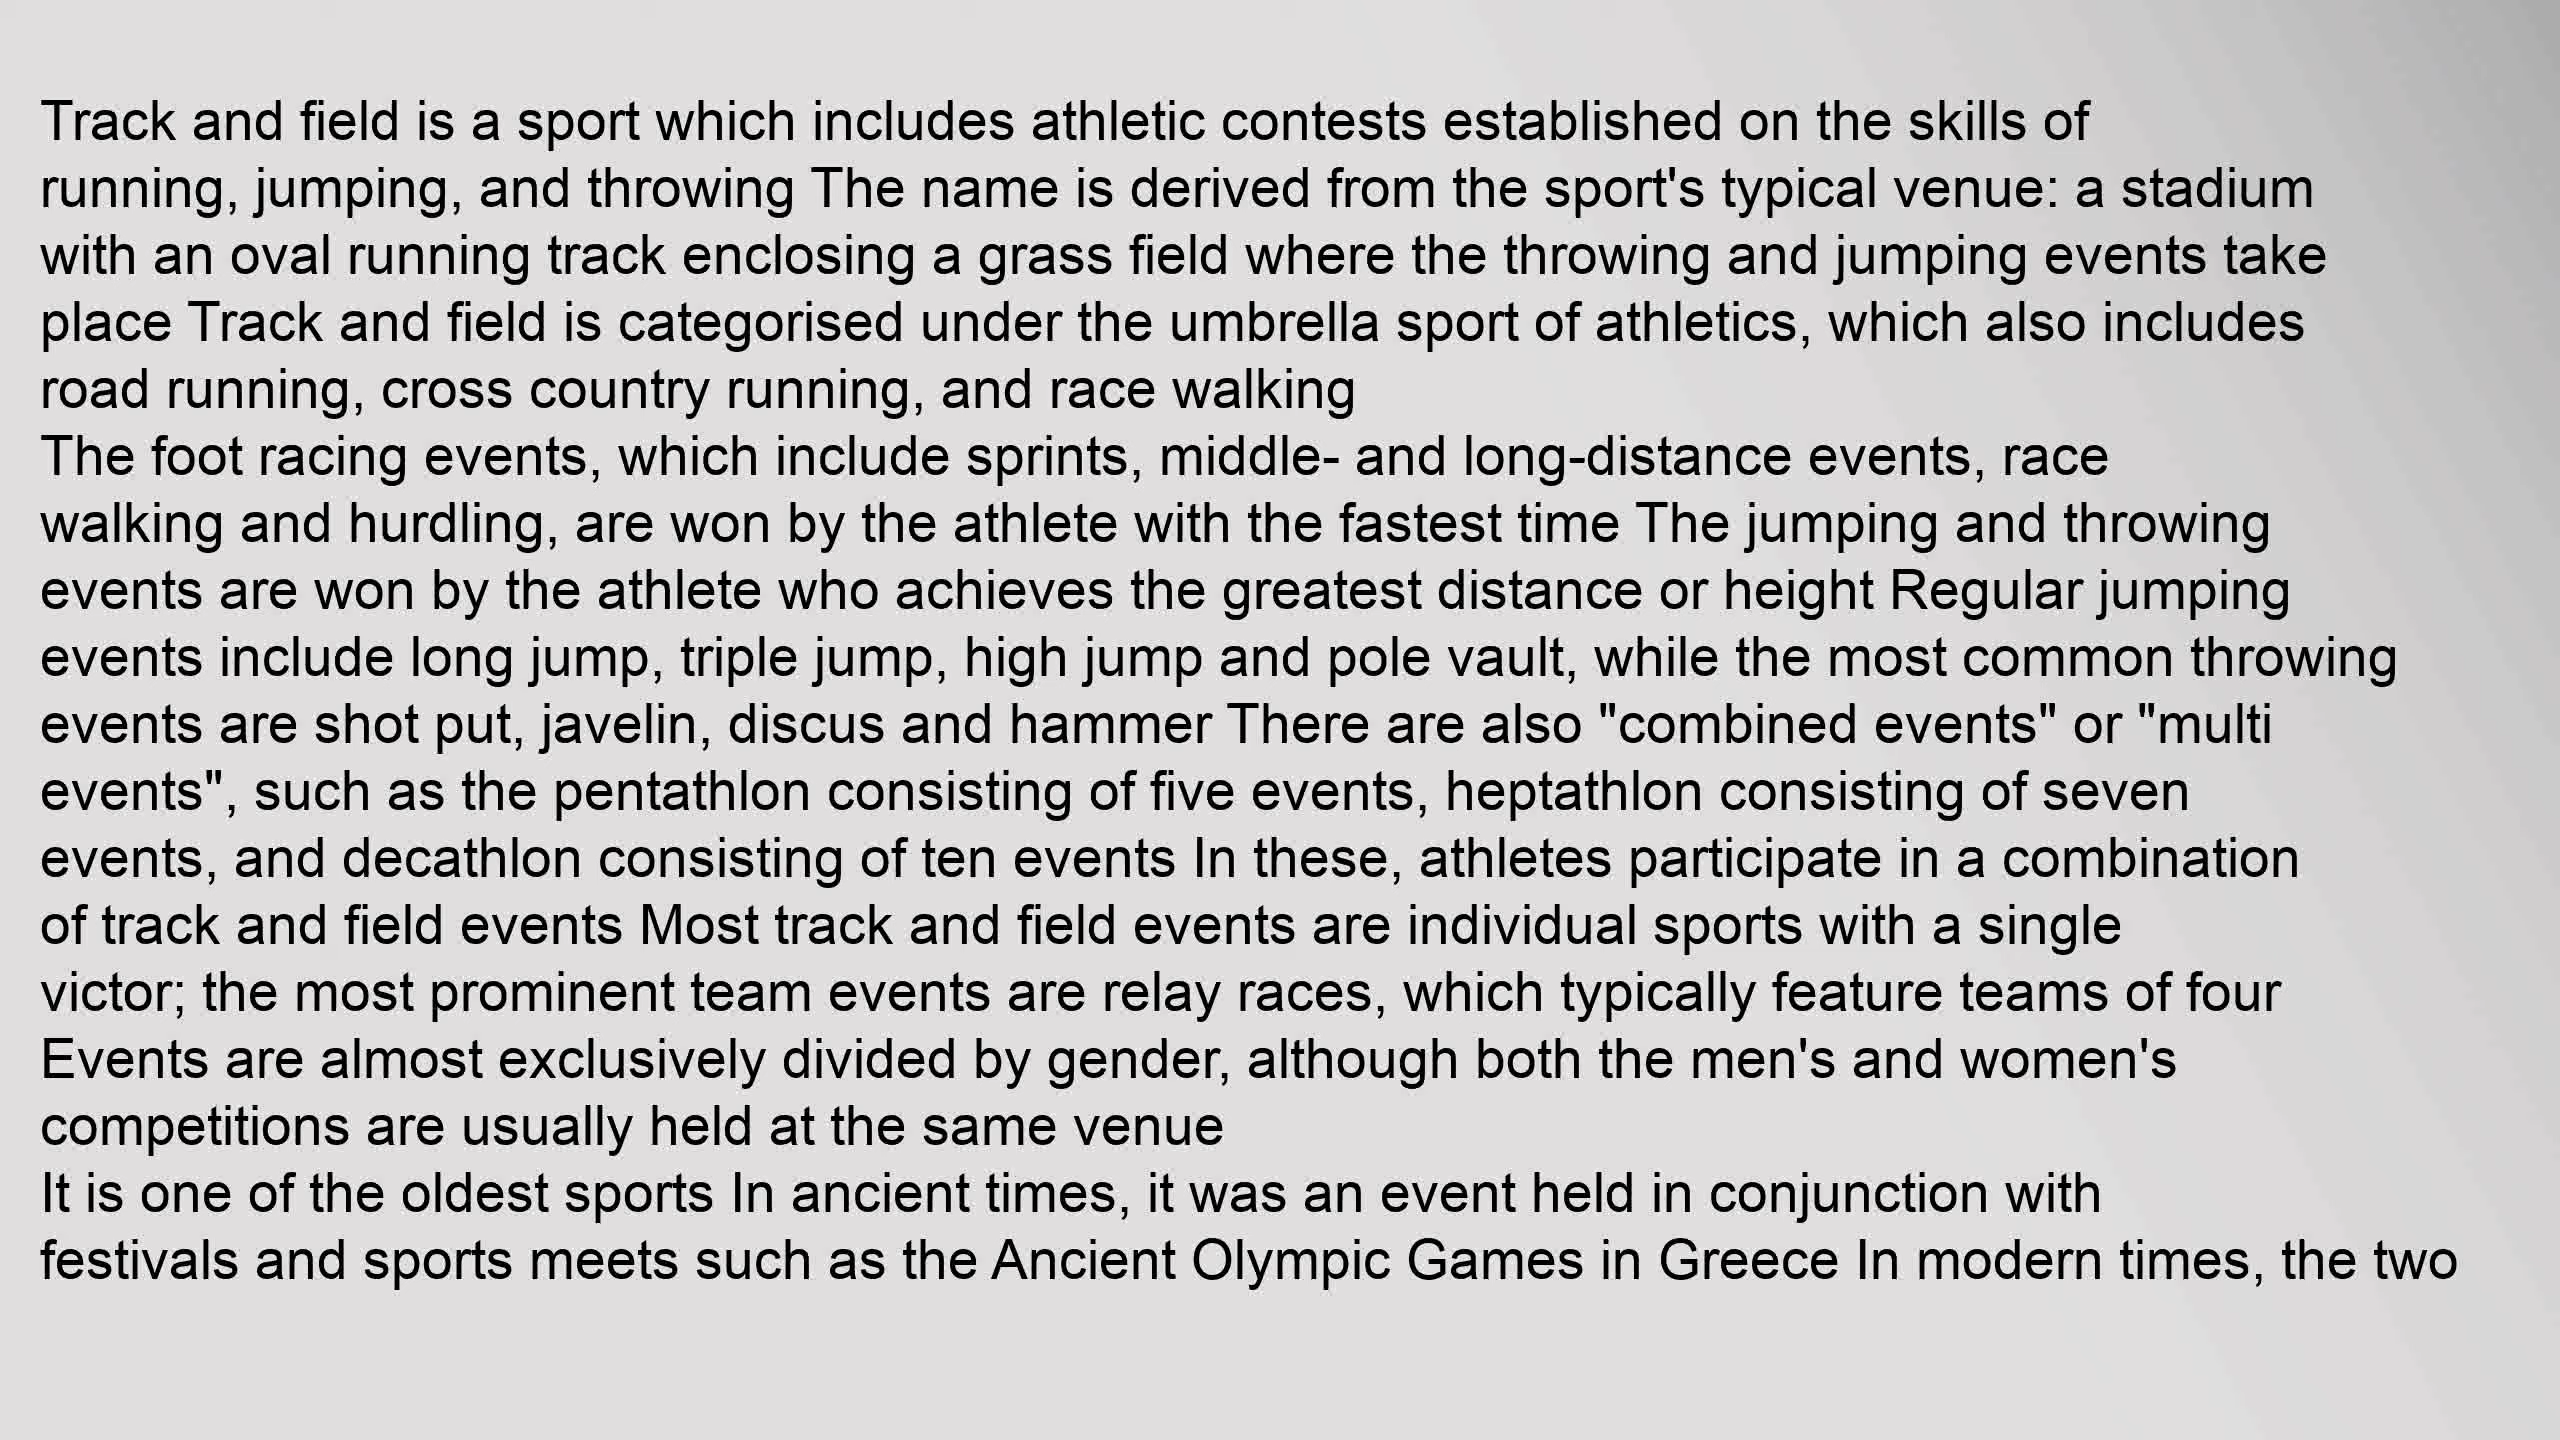 Track and field is a sport which includes athletic contests established on the skills of
running, jumping, and throwing The name is derived from the sport's typical venue: a stadium
with an oval running track enclosing a grass field where the throwing and jumping events take
place Track and field is categorised under the umbrella sport of athletics, which also includes
road running, cross country running, and race walking
The foot racing events, which include sprints, middle- and long-distance events, race
walking and hurdling, are won by the athlete with the fastest time The jumping and throwing
events are won by the athlete who achieves the greatest distance or height Regular jumping
events include long jump, triple jump, high jump and pole vault, while the most common throwing
events are shot put, javelin, discus and hammer There are also "combined events" or "multi
events", such as the pentathlon consisting of five events, heptathlon consisting of seven
events, and decathlon consisting of ten events In these, athletes participate in a combination
of track and field events Most track and field events are individual sports with a single
victor; the most prominent team events are relay races, which typically feature teams of four
Events are almost exclusively divided by gender, although both the men's and women's
competitions are usually held at the same venue
It is one of the oldest sports In ancient times, it was an event held in conjunction with
festivals and sports meets such as the Ancient Olympic Games in Greece In modern times, the two